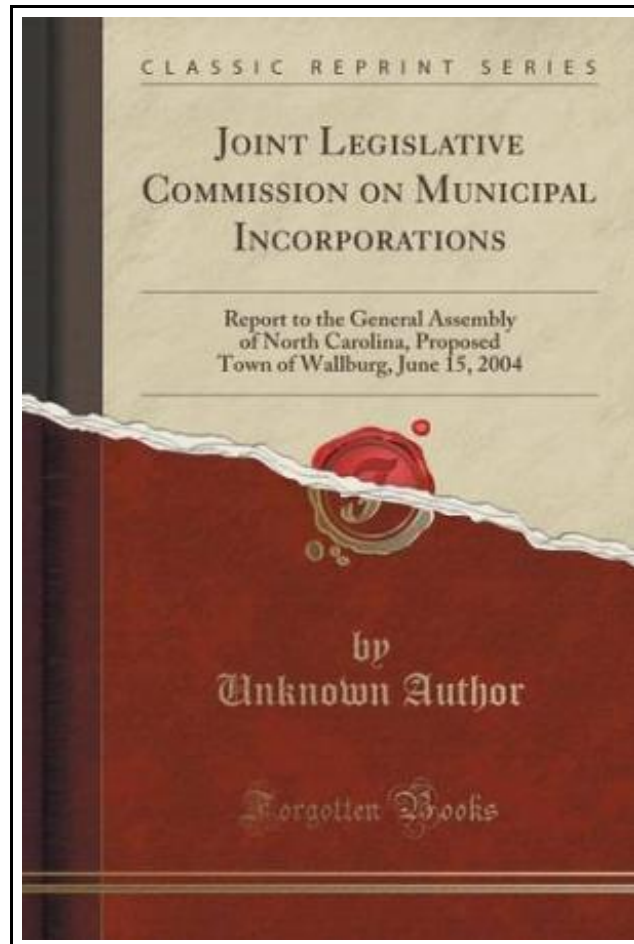 CLASSIC REPRINT SERIES
JOINT LEGISLATIVE
COMMISSION ON MUNICIPAL
INCORPORATIONS
Report to the General Assembly
of North Carolina, Proposed
Town of Wallburg, June 15, 2004
F
by
Unknown Author
Forgotten Books